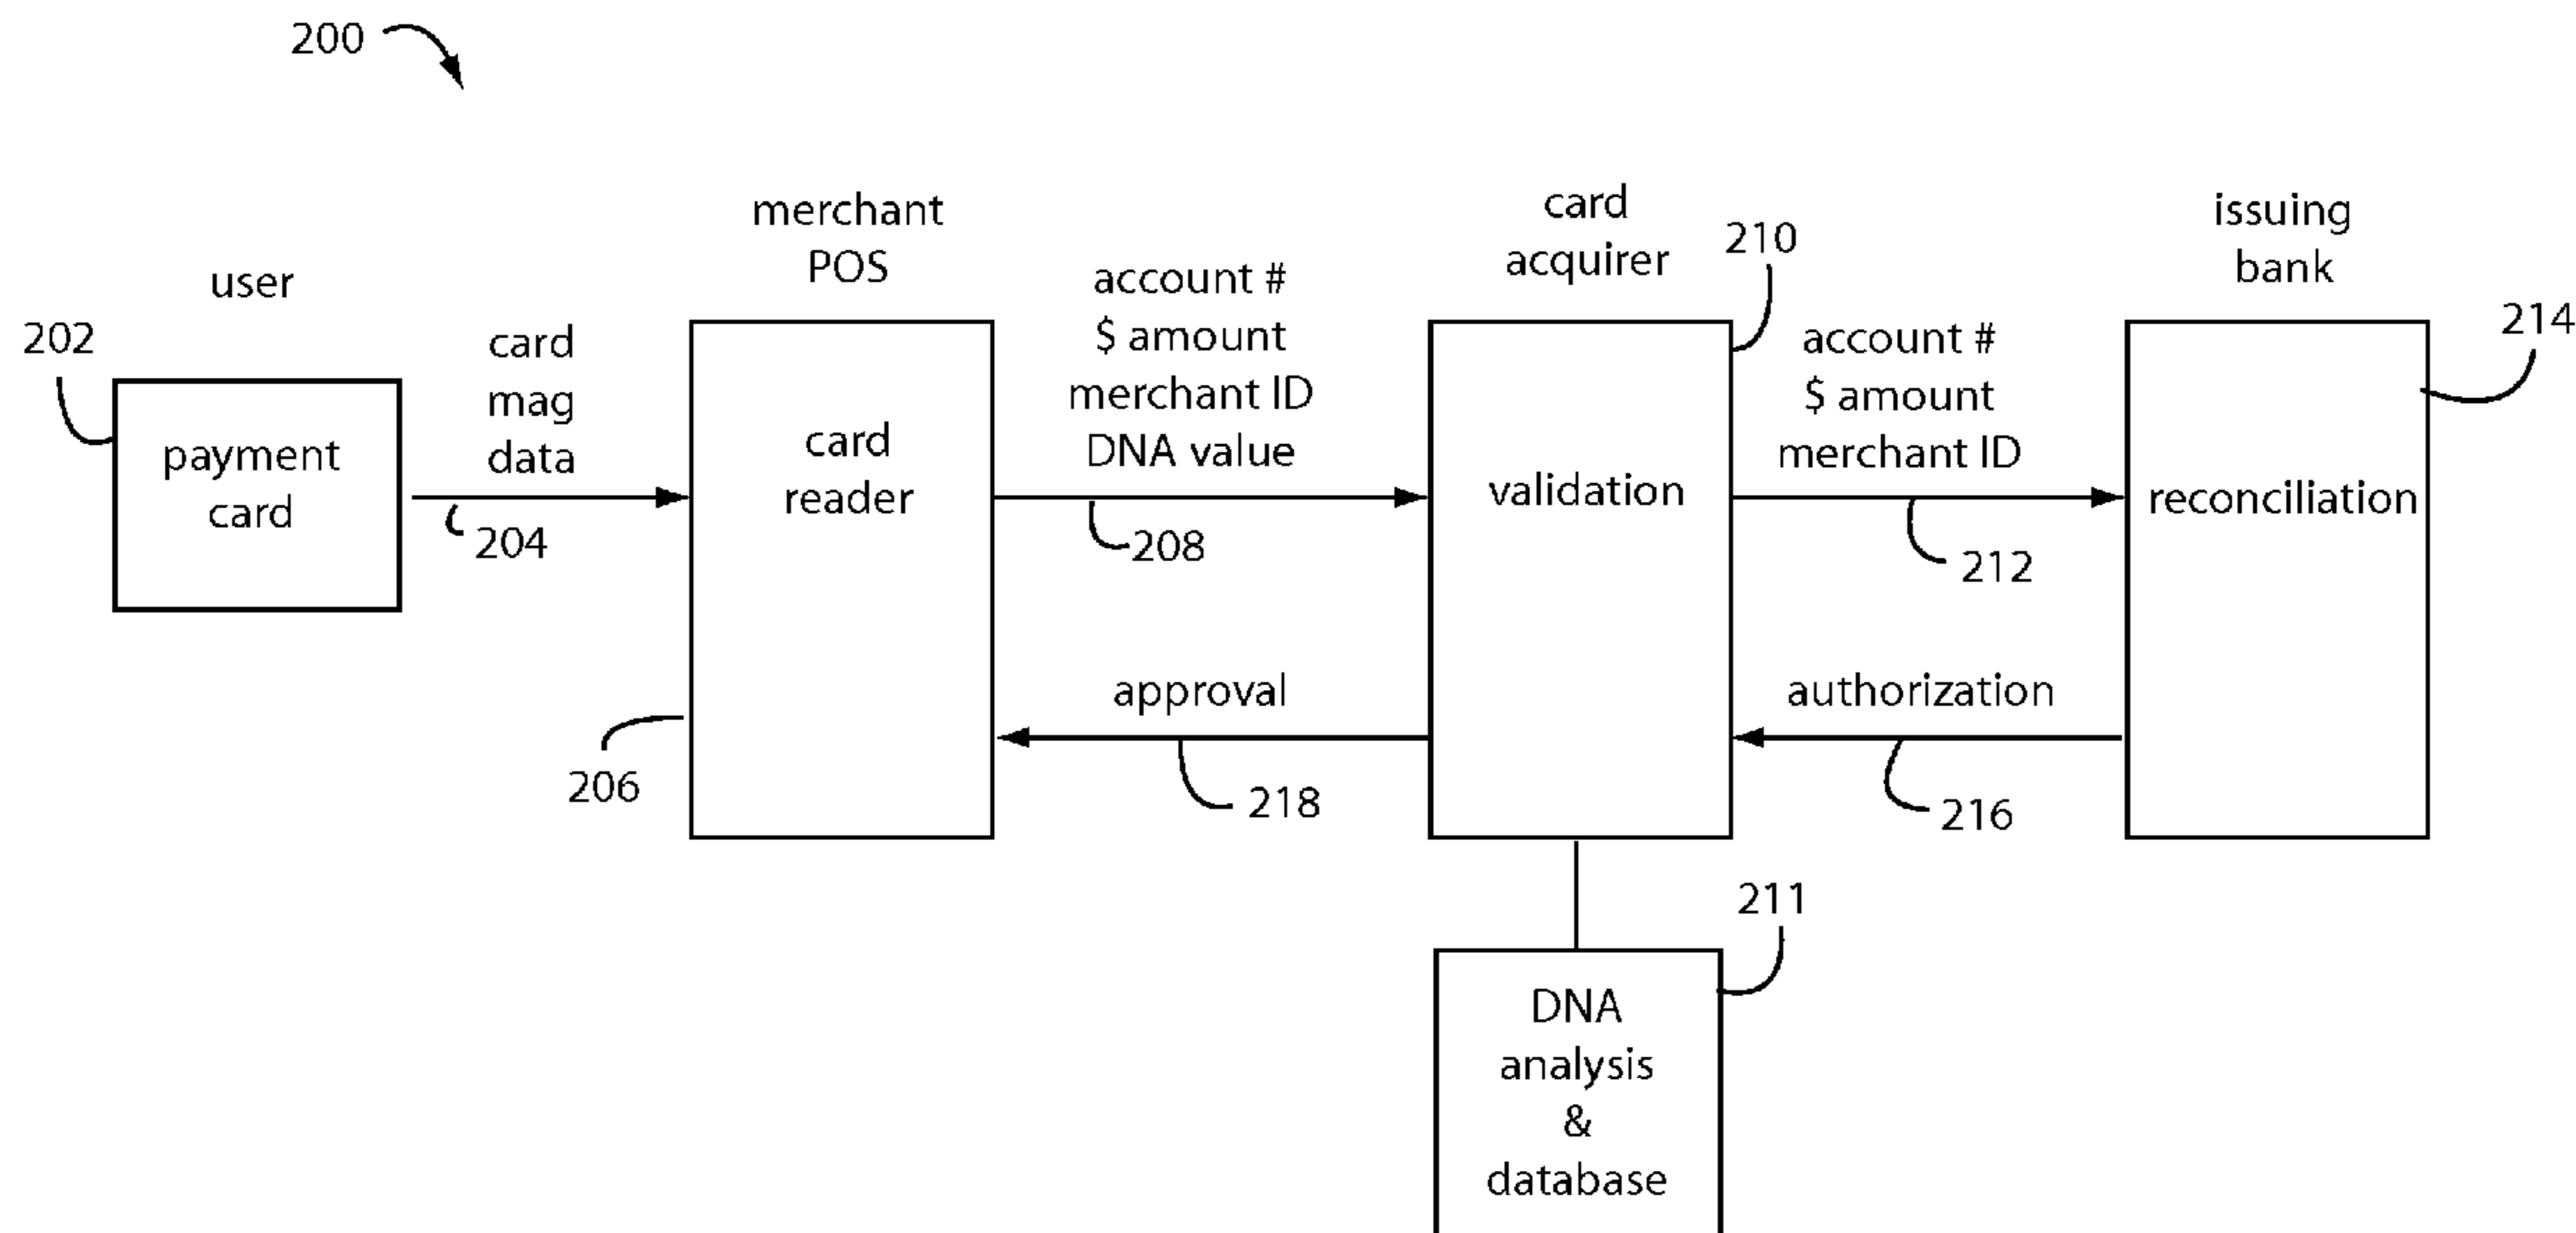 200
user
202
payment
card
card
mag
data
204
merchant
POS
card
reader
206
account #
$ amount
merchant ID
DNA value
208
approval
218
card
acquirer
210
validation
account #
$ amount
merchant ID
212
authorization
216
issuing
bank
214
reconciliation
211
DNA
analysis
&
database